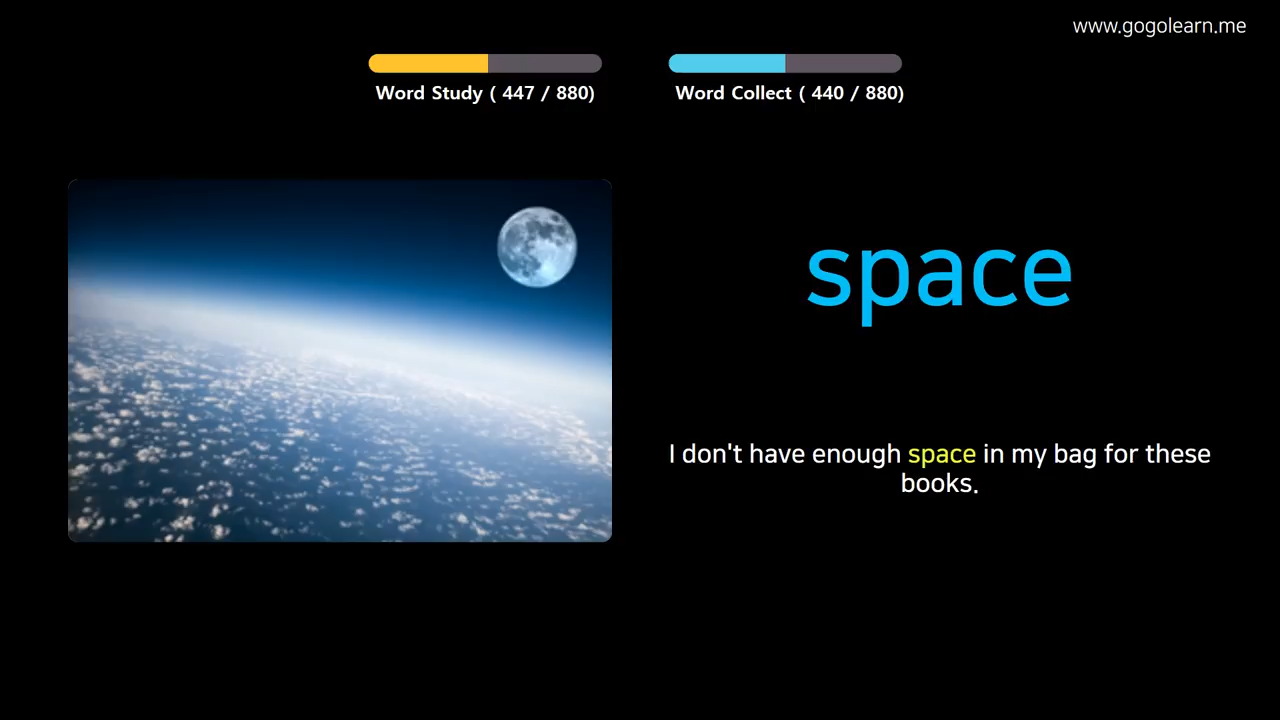 www.gogolearn.me
Word Study ( 447 / 880)
Word Collect ( 440 / 880)
space
I don't have enough space in my bag for these
books.